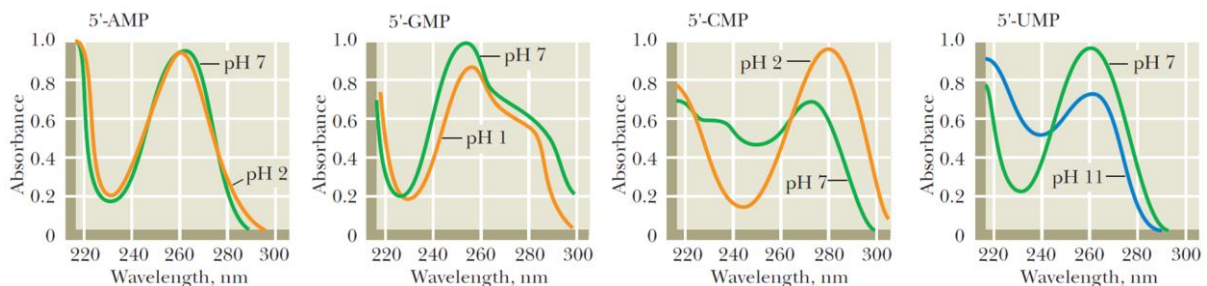 5'-AMP
1.0
0.8
0.6
0.4
0.2
0
Absorbance
pH 7
pH 2
220 240 260 280 300
Wavelength, nm
5'-GMP
1.0
0.8
0.6
0.4
0.2
0
Absorbance
pH 7
pH 1
220 240 260 280 300
Wavelength, nm
5'-CMP
1.0
0.8
0.6
0.4
0.2
0
Absorbance
pH 2
pH 7
220 240 260 280 300
Wavelength, nm
5'-UMP
1.0
0.8
0.6
0.4
0.2
0
Absorbance
pH 7
pH 11
220 240 260 280 300
Wavelength, nm